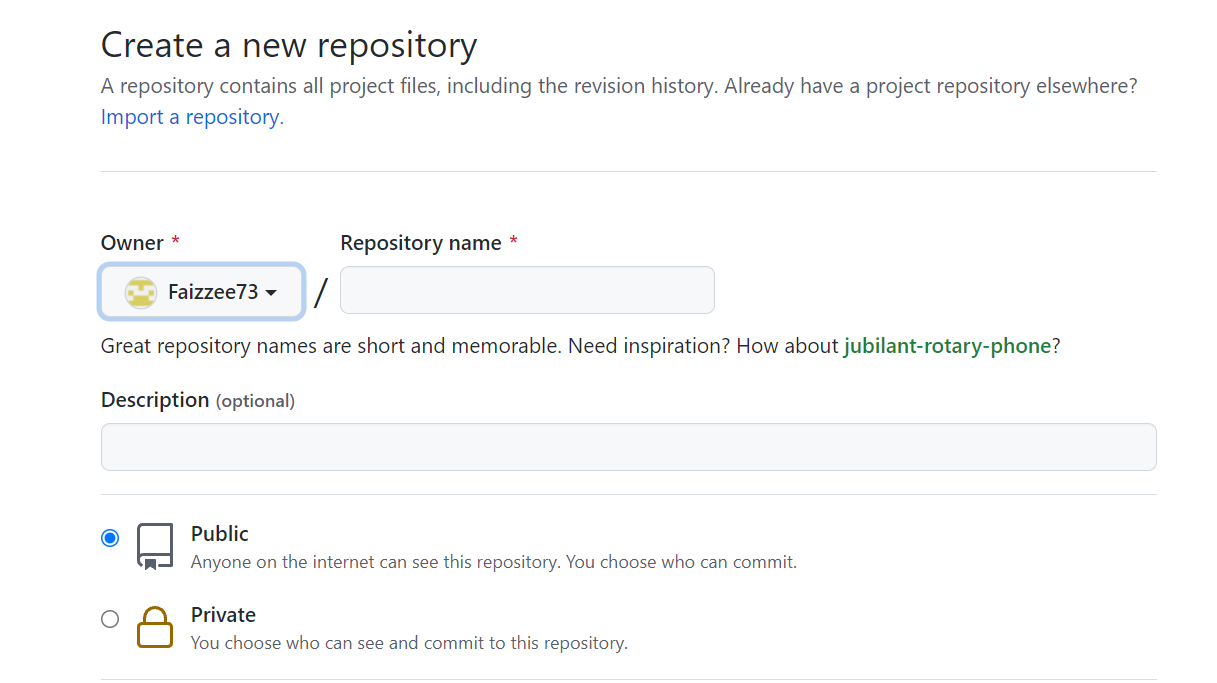 Create a new repository
A repository contains all project files, including the revision history. Already have a project repository elsewhere?
Import a repository.
Owner * Repository name *
Faizzee73 /
Great repository names are short and memorable. Need inspiration? How about jubilant-rotary-phone?
Description (optional)
Public
Anyone on the internet can see this repository. You choose who can commit.
Private
You choose who can see and commit to this repository.